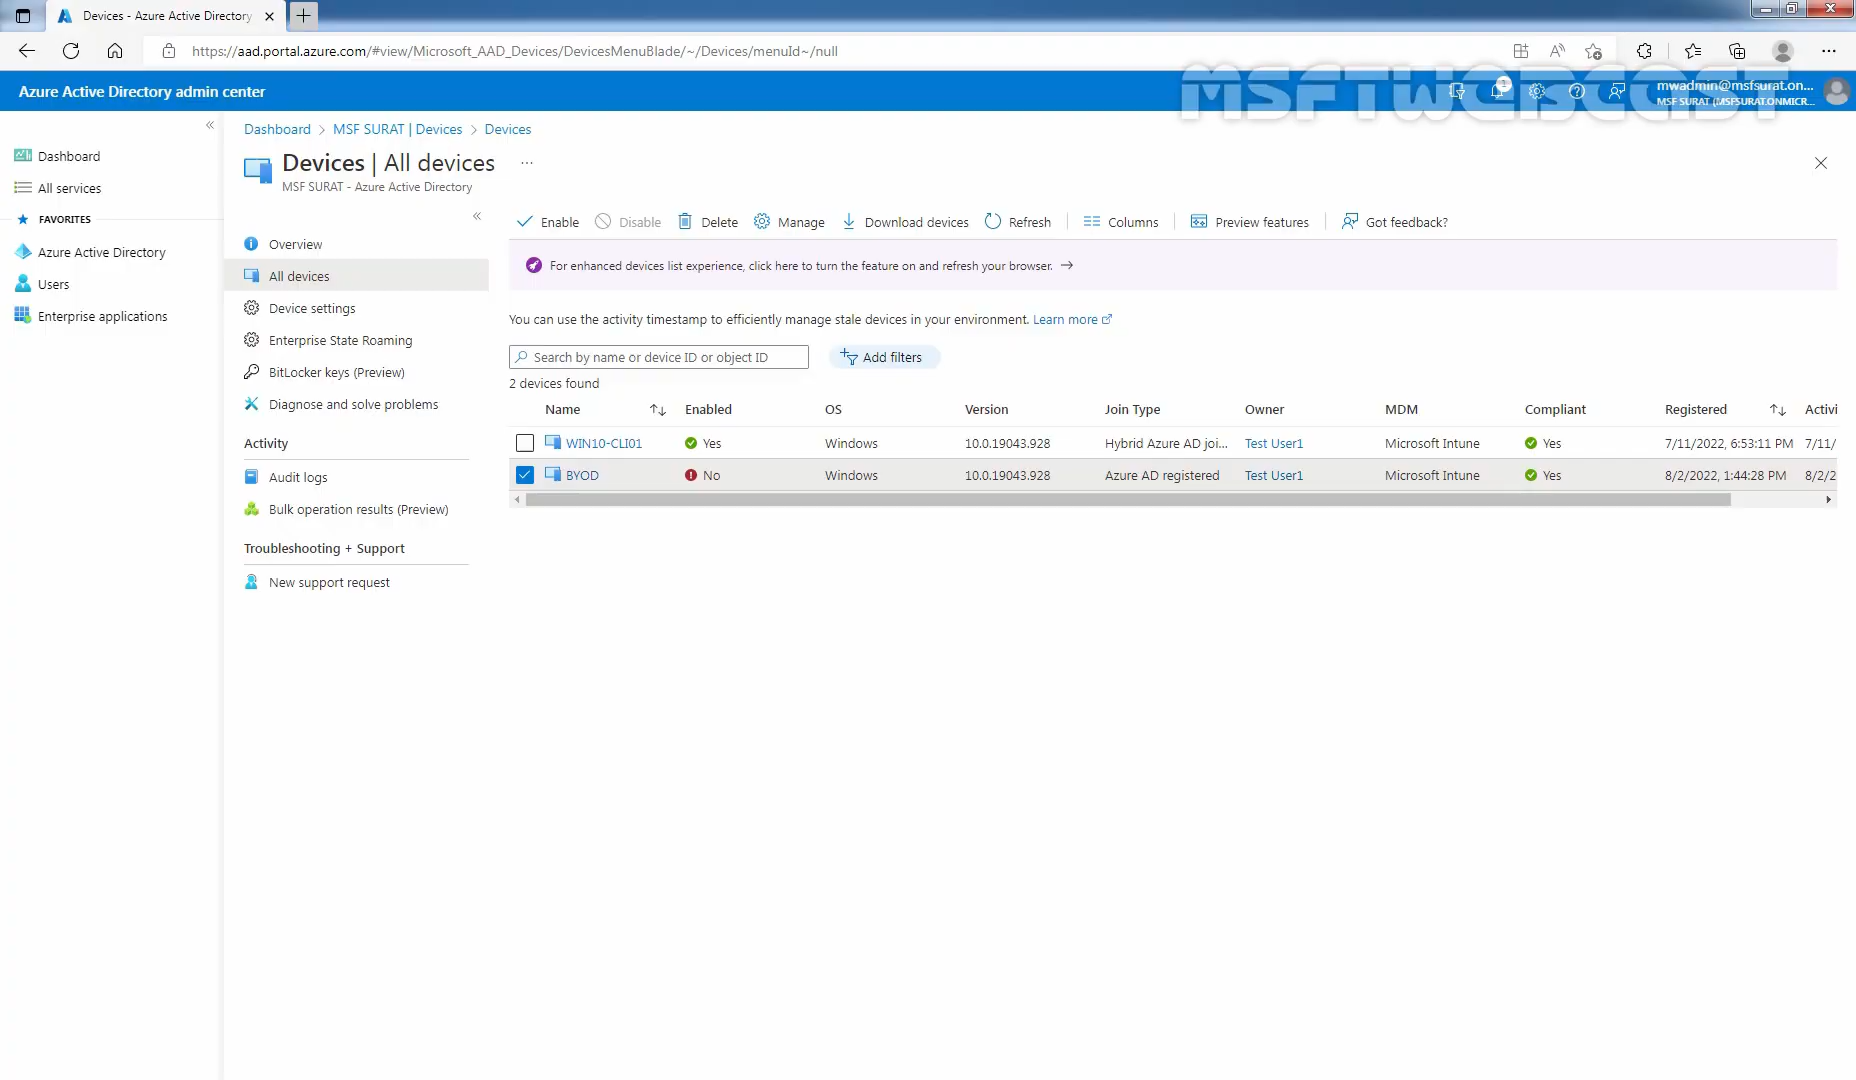 Devices - Azure Active Directory
https://aad.portal.azure.com/#view/Microsoft_AAD_Devices/DevicesMenuBlade/~/Devices/menuId~/null
MSFTWEBCAST
Azure Active Directory admin center
1
mwadmin@msfsurat.on...
MSF SURAT (MSFSURAT.ONMICR...
Dashboard
All services
FAVORITES
Azure Active Directory
Users
Enterprise applications
Dashboard > MSF SURAT | Devices > Devices
Devices | All devices ...
MSF SURAT - Azure Active Directory
Overview
All devices
Device settings
Enterprise State Roaming
BitLocker keys (Preview)
Diagnose and solve problems
Activity
Audit logs
Bulk operation results (Preview)
Troubleshooting + Support
New support request
Enable Disable Delete Manage Download devices Refresh Columns Preview features Got feedback?
For enhanced devices list experience, click here to turn the feature on and refresh your browser. →
You can use the activity timestamp to efficiently manage stale devices in your environment. Learn more
Search by name or device ID or object ID Add filters
2 devices found
Name Enabled OS Version Join Type Owner MDM Compliant Registered Activi
WIN10-CLI01 Yes Windows 10.0.19043.928 Hybrid Azure AD joi... Test User1 Microsoft Intune Yes 7/11/2022, 6:53:11 PM 7/11/
BYOD No Windows 10.0.19043.928 Azure AD registered Test User1 Microsoft Intune Yes 8/2/2022, 1:44:28 PM 8/2/2